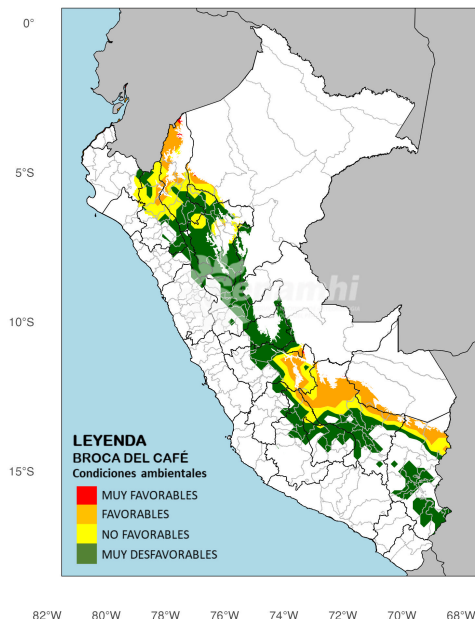 0°
5°S
10°S
15°S
senamhi
LEYENDA
BROCA DEL CAFÉ
Condiciones ambientales
MUY FAVORABLES
FAVORABLES
NO FAVORABLES
MUY DESFAVORABLES
82°W 80°W 78°W 76°W 74°W 72°W 70°W 68°W